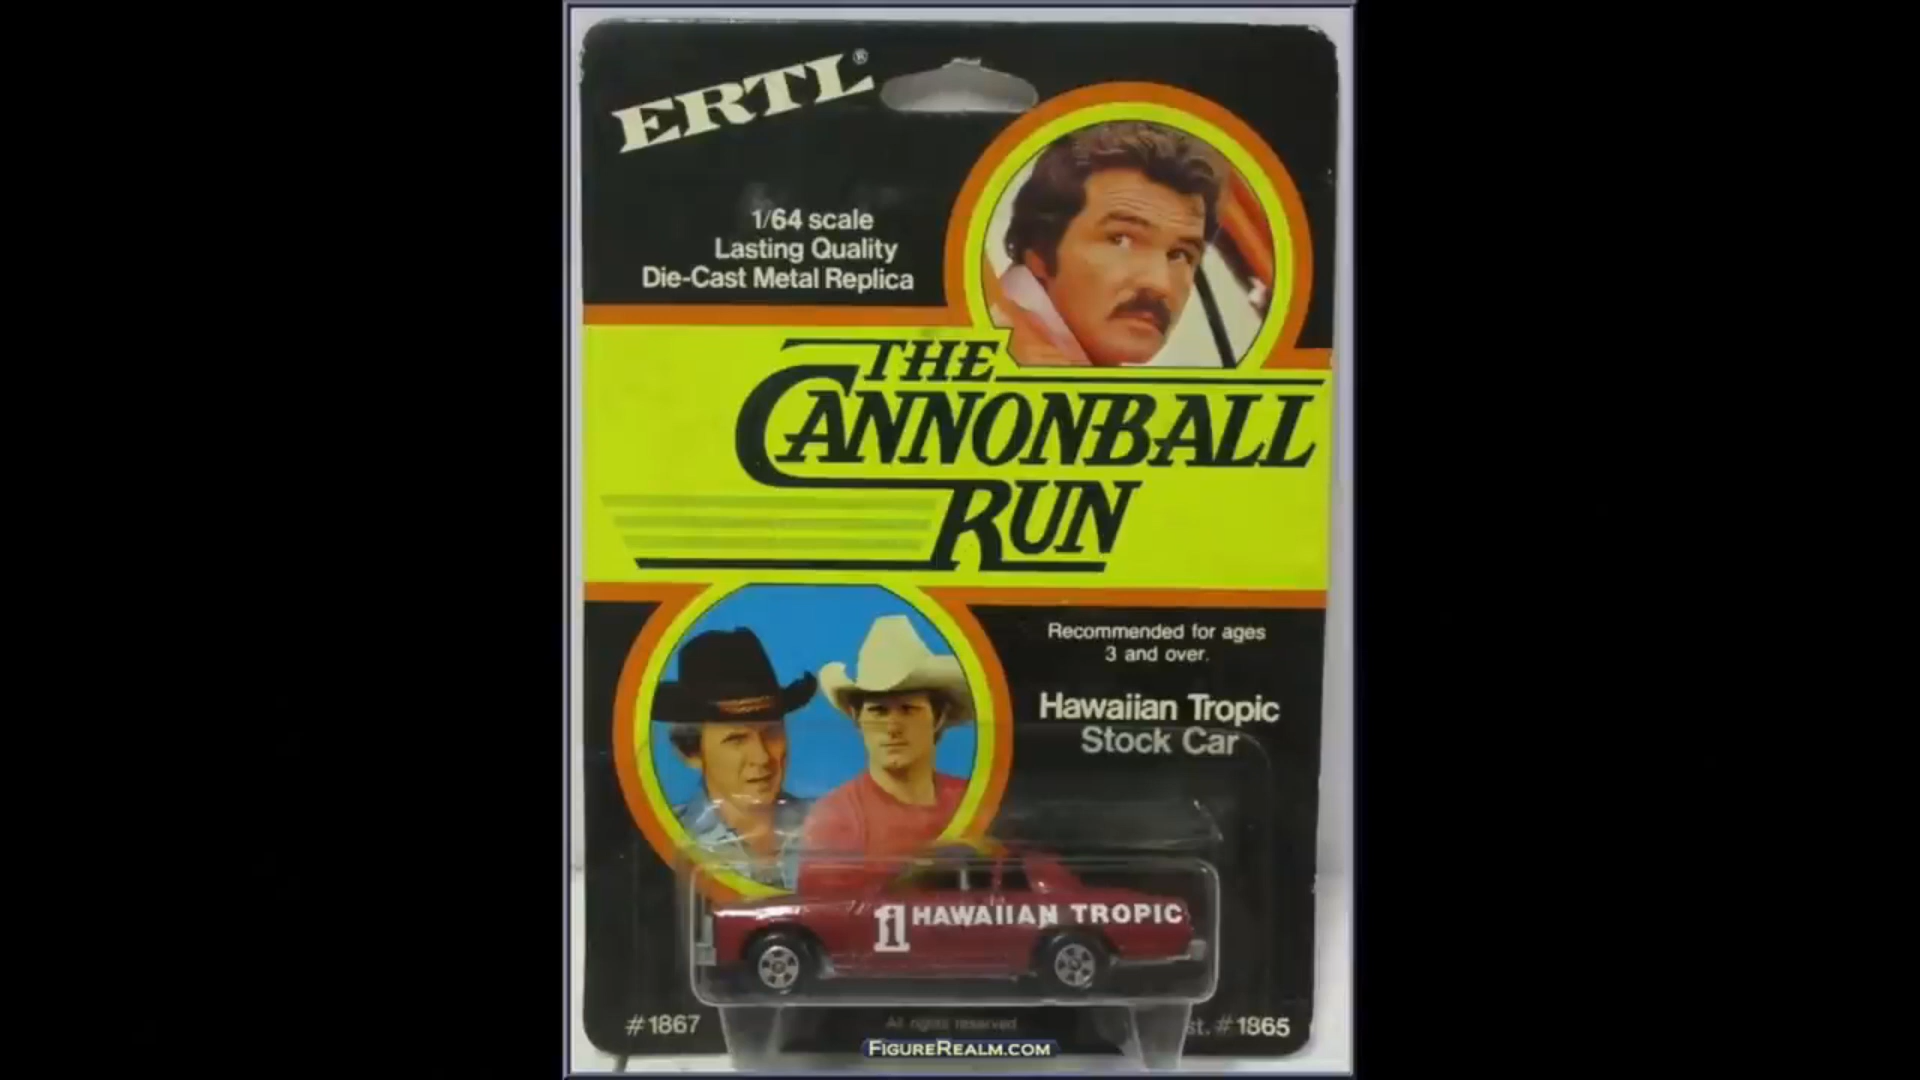 ERTL®
1/64 scale
Lasting Quality
Die-Cast Metal Replica
THE
CANNONBALL
RUN
Recommended for ages
3 and over.
Hawaiian Tropic
Stock Car
1 HAWAIIAN TROPIC
#1867
All rights reserved
st. #1865
FIGUREREALM.COM